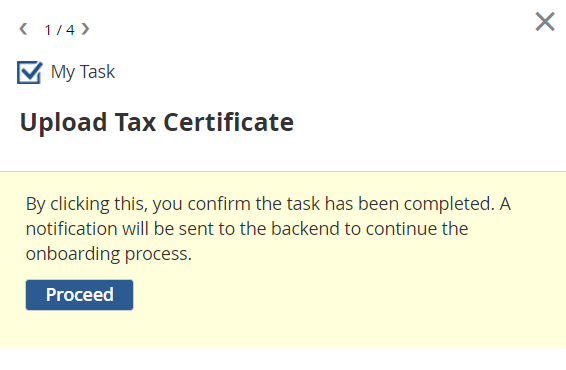 1 / 4
My Task
Upload Tax Certificate
By clicking this, you confirm the task has been completed. A
notification will be sent to the backend to continue the
onboarding process.
Proceed